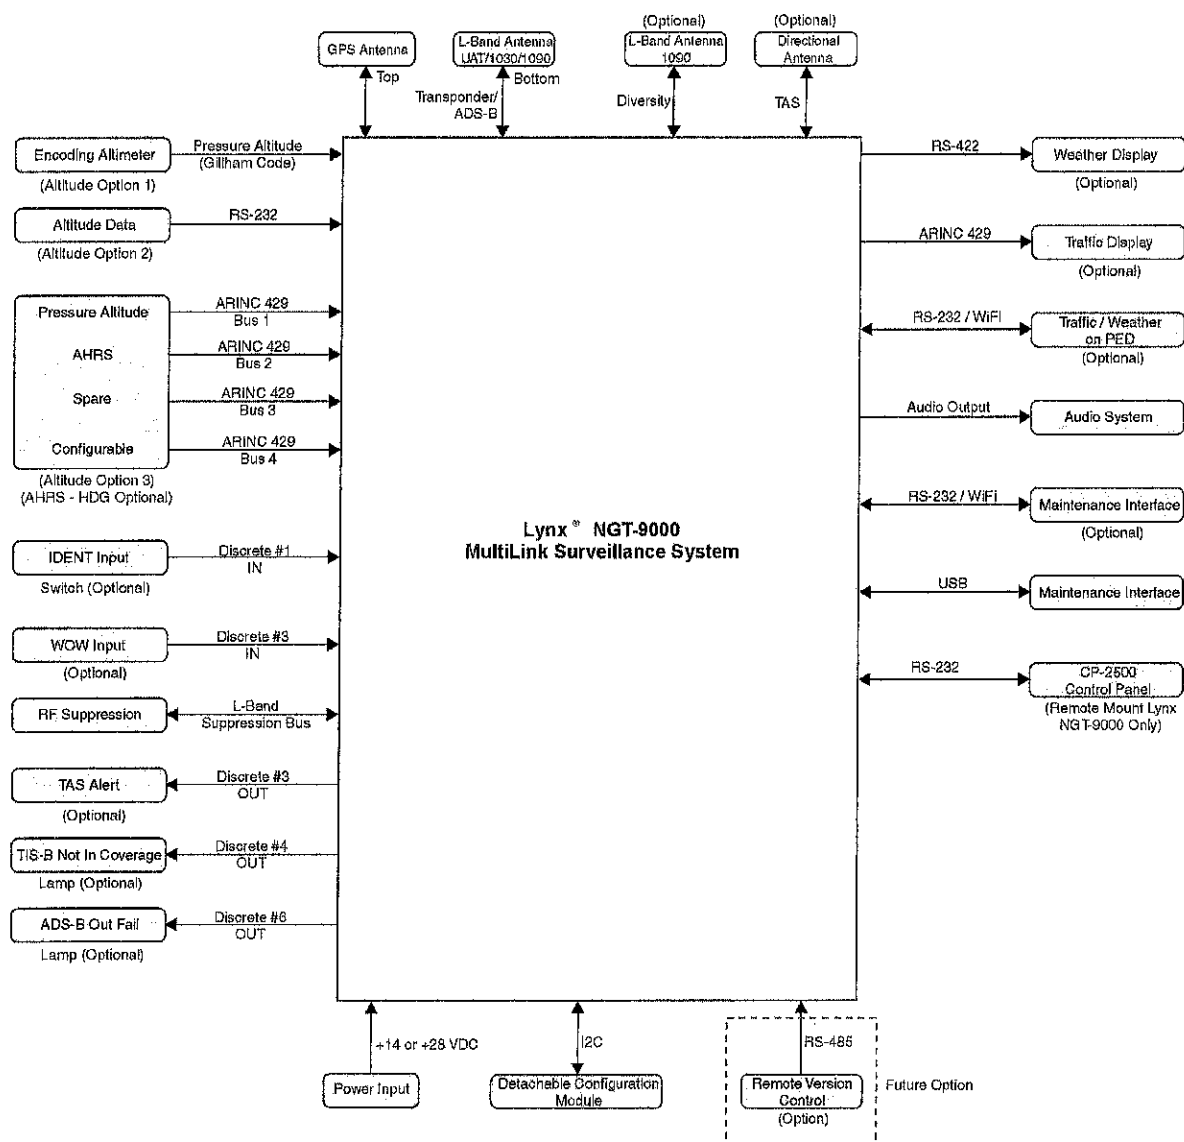 (Optional)
(Optional)
GPS Antenna
L-Band Antenna
UAT/1030/1090
L-Band Antenna
1090
Directional
Antenna
Top
Bottom
Transponder/
ADS-B
Diversity
TAS
Encoding Altimeter
Pressure Altitude
(Gillham Code)
(Altitude Option 1)
Altitude Data
RS-232
(Altitude Option 2)
Pressure Altitude
ARINC 429
Bus 1
AHRS
ARINC 429
Bus 2
Spare
ARINC 429
Bus 3
Configurable
ARINC 429
Bus 4
(Altitude Option 3)
(AHRS - HDG Optional)
IDENT Input
Discrete #1
IN
Switch (Optional)
WOW Input
Discrete #3
IN
(Optional)
RF Suppression
L-Band
Suppression Bus
TAS Alert
Discrete #3
OUT
(Optional)
TIS-B Not In Coverage
Discrete #4
OUT
Lamp (Optional)
ADS-B Out Fail
Discrete #6
OUT
Lamp (Optional)
Lynx ® NGT-9000
MultiLink Surveillance System
RS-422
Weather Display
(Optional)
ARINC 429
Traffic Display
(Optional)
RS-232 / WiFi
Traffic / Weather
on PED
(Optional)
Audio Output
Audio System
RS-232 / WiFi
Maintenance Interface
(Optional)
USB
Maintenance Interface
RS-232
CP-2500
Control Panel
(Remote Mount Lynx
NGT-9000 Only)
+14 or +28 VDC
Power Input
I2C
Detachable Configuration
Module
RS-485
Remote Version
Control
(Option)
Future Option